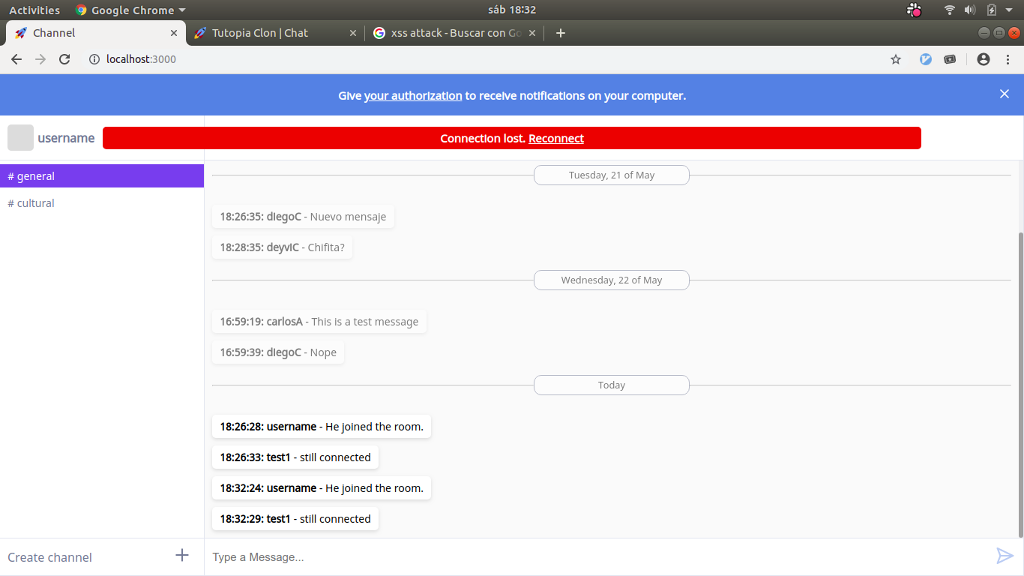 Activities Google Chrome sáb 18:32
Channel Tutopia Clon | Chat xss attack - Buscar con Go
localhost:3000
Give your authorization to receive notifications on your computer.
username
Connection lost. Reconnect
# general
# cultural
Tuesday, 21 of May
18:26:35: diegoC - Nuevo mensaje
18:28:35: deyviC - Chifita?
Wednesday, 22 of May
16:59:19: carlosA - This is a test message
16:59:39: diegoC - Nope
Today
18:26:28: username - He joined the room.
18:26:33: test1 - still connected
18:32:24: username - He joined the room.
18:32:29: test1 - still connected
Create channel +
Type a Message...